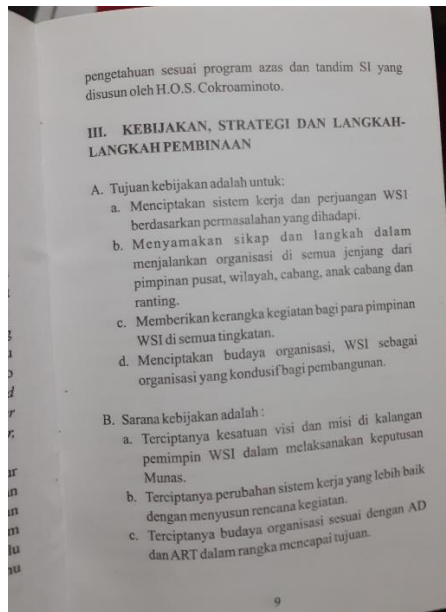 pengetahuan sesuai program azas dan tandim SI yang
disusun oleh H.O.S. Cokroaminoto.
III. KEBIJAKAN, STRATEGI DAN LANGKAH-
LANGKAH PEMBINAAN
A. Tujuan kebijakan adalah untuk:
a. Menciptakan sistem kerja dan perjuangan WSI
berdasarkan permasalahan yang dihadapi.
b. Menyamakan sikap dan langkah dalam
menjalankan organisasi di semua jenjang dari
pimpinan pusat, wilayah, cabang, anak cabang dan
ranting.
c. Memberikan kerangka kegiatan bagi para pimpinan
WSI di semua tingkatan.
d. Menciptakan budaya organisasi, WSI sebagai
organisasi yang kondusif bagi pembangunan.
B. Sarana kebijakan adalah :
a. Terciptanya kesatuan visi dan misi di kalangan
pemimpin WSI dalam melaksanakan keputusan
Munas.
b. Terciptanya perubahan sistem kerja yang lebih baik
dengan menyusun rencana kegiatan.
c. Terciptanya budaya organisasi sesuai dengan AD
dan ART dalam rangka mencapai tujuan.
9